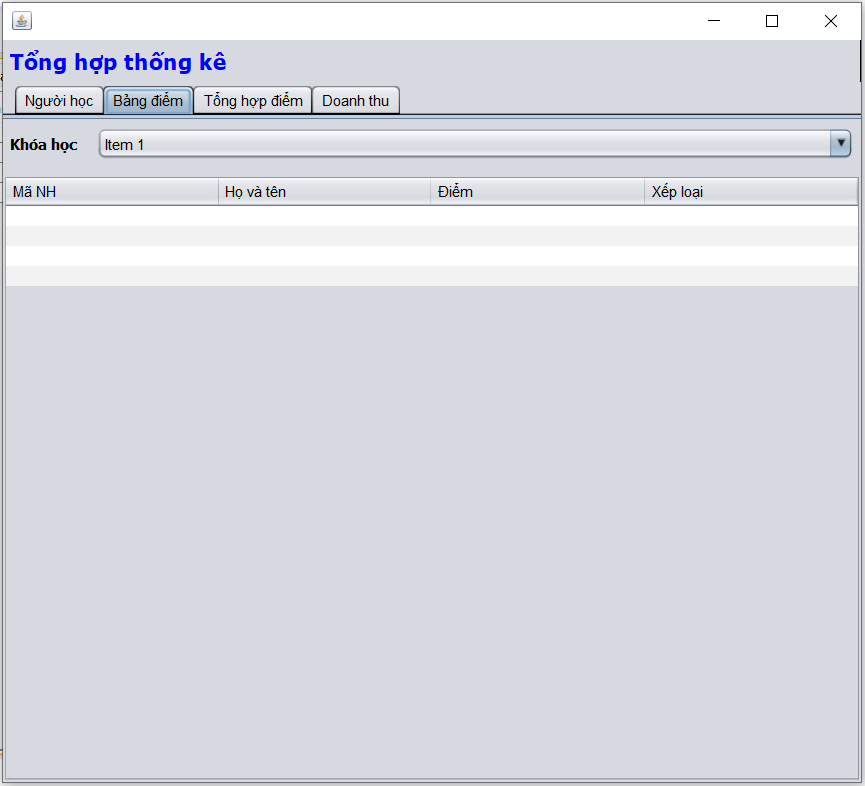 Tổng hợp thống kê
Người học Bảng điểm Tổng hợp điểm Doanh thu
Khóa học Item 1
Mã NH Họ và tên Điểm Xếp loại